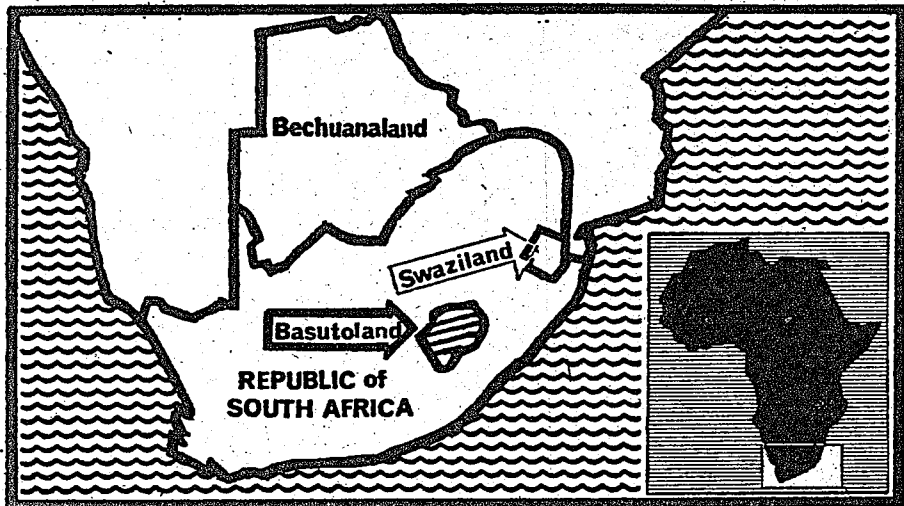 Bechuanaland
Swaziland
Basutoland
REPUBLIC of
SOUTH AFRICA